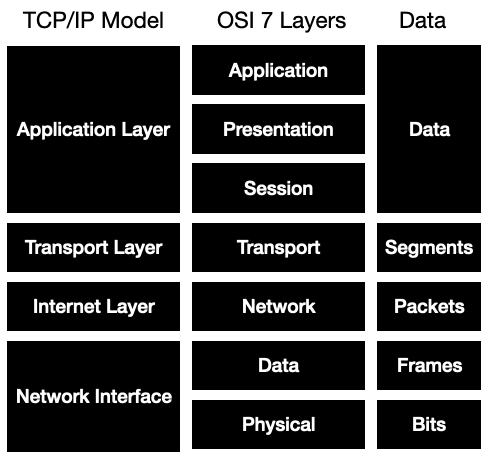 TCP/IP Model
OSI 7 Layers
Data
Application Layer
Application
Presentation
Session
Data
Transport Layer
Transport
Segments
Internet Layer
Network
Packets
Network Interface
Data
Frames
Physical
Bits